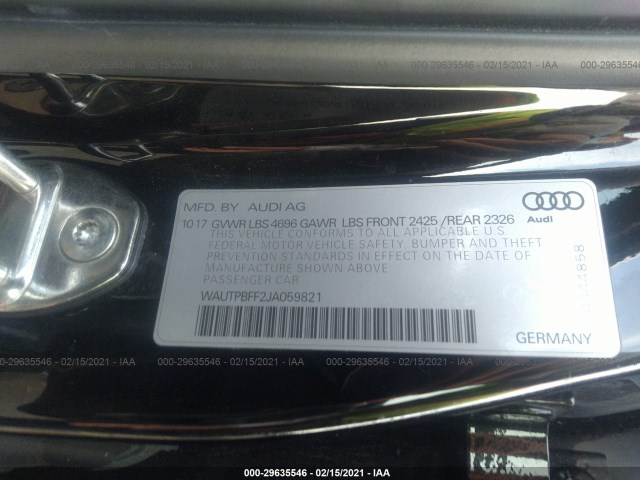 000-29635546 - 02/15/2021 - IAA
000-29635546 - 02/15/2021 - IAA
MFD. BY AUDI AG
10 17 GVWR LBS 4696 GAWR LBS FRONT 2425 / REAR 2326
THIS VEHICLE CONFORMS TO ALL APPLICABLE U.S
FEDERAL MOTOR VEHICLE SAFETY, BUMPER AND THEFT
PREVENTION STANDARDS IN EFFECT ON THE DATE OF
MANUFACTURE SHOWN ABOVE
PASSENGER CAR
WAUTPBFF2JA059821
Audi
GERMANY
000-29635546 - 02/15/2021 - IAA
000-29635546 - 02/15/2021 - IAA
000-29635546 - 02/15/2021 - IAA